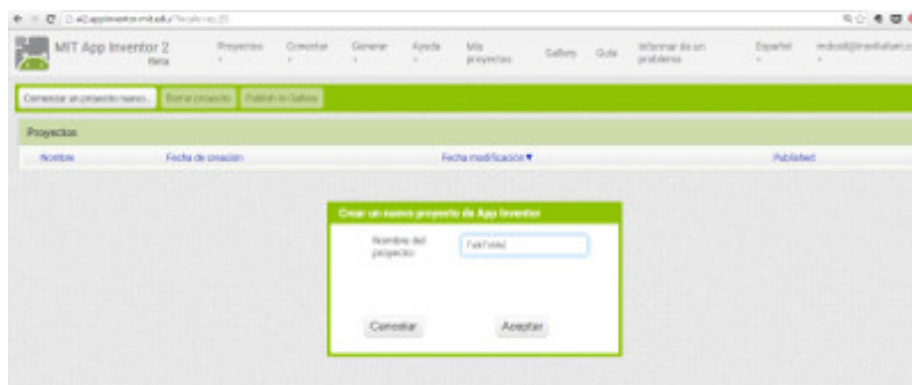 MIT App Inventor 2
Beta
Proyectos Conectar Generar Ayuda Mis proyectos Gallery Guía Informar de un problema Español
Comenzar un proyecto nuevo... Borrar proyecto Publish to Gallery
Proyectos
Nombre Fecha de creación Fecha modificación▼ Published
Crear un nuevo proyecto de App Inventor
Nombre del proyecto:
Cancelar Aceptar